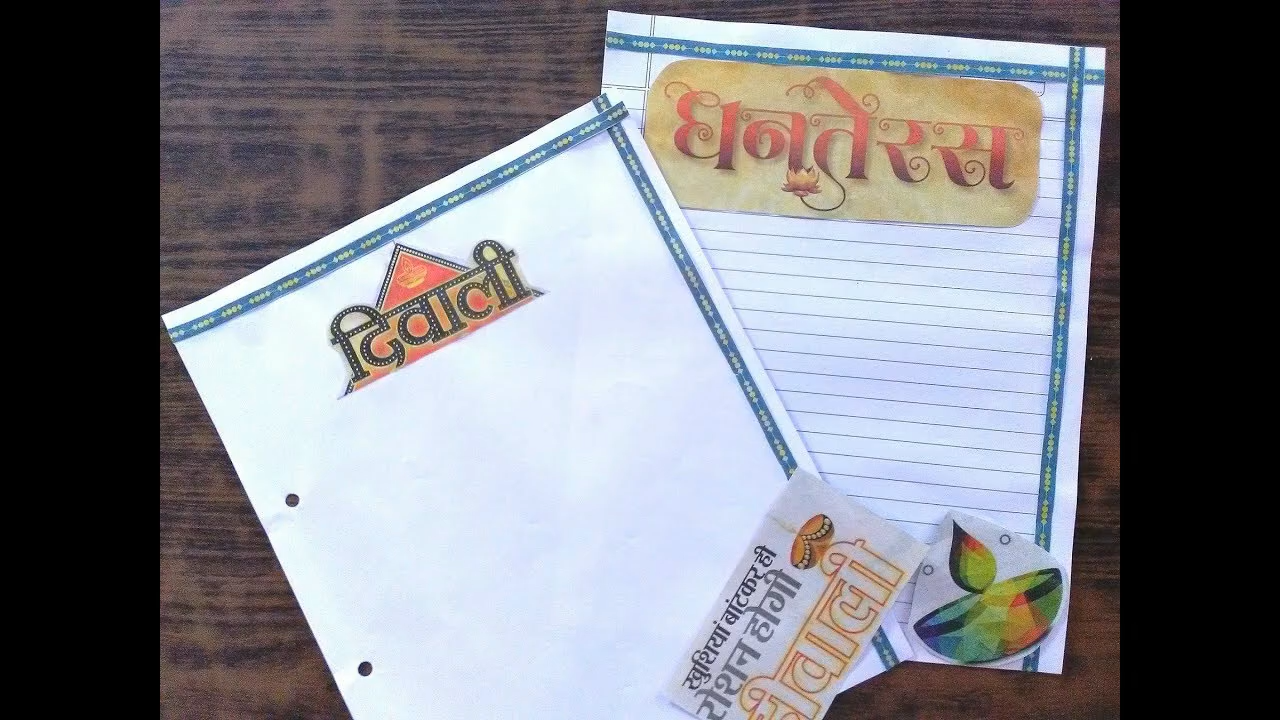 धनतेरस
दिवाली
खुशियां बांटकर ही
रोशन होगी
दीवाली